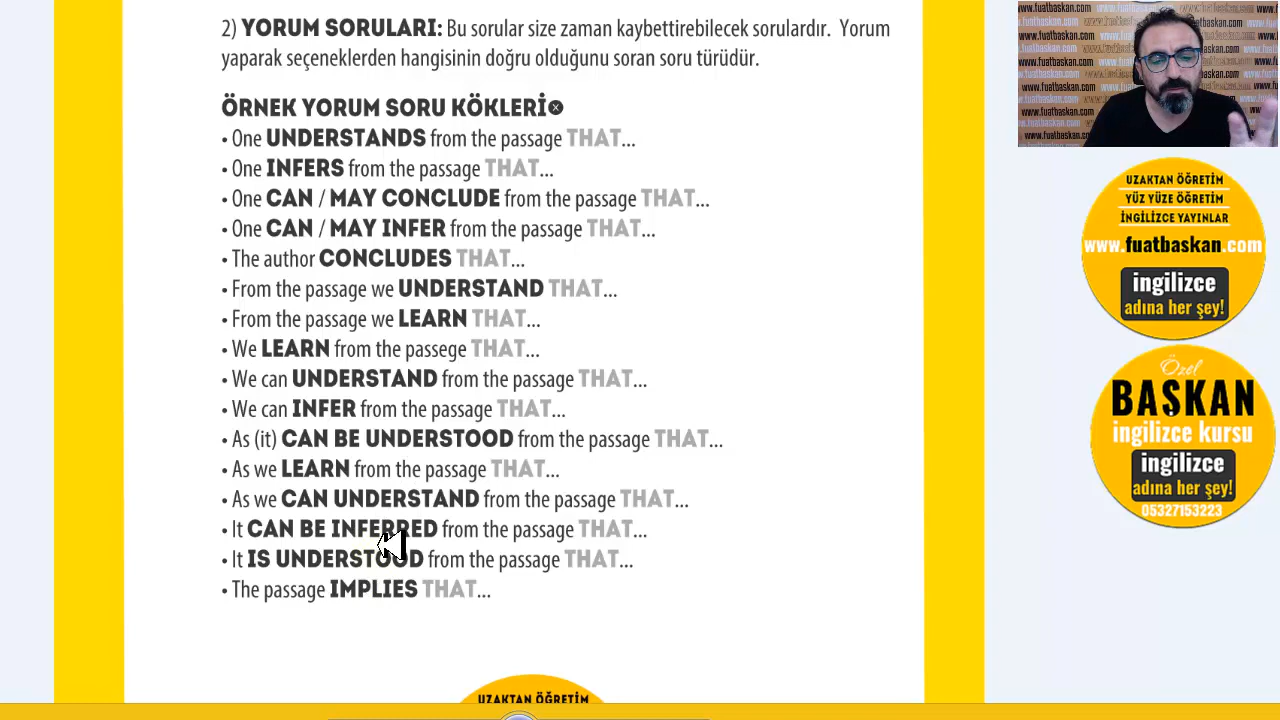 2) YORUM SORULARI: Bu sorular size zaman kaybettirebilecek sorulardır. Yorum
yaparak seçeneklerden hangisinin doğru olduğunu soran soru türüdür.
ÖRNEK YORUM SORU KÖKLERİ
• One UNDERSTANDS from the passage THAT...
• One INFERS from the passage THAT...
• One CAN / MAY CONCLUDE from the passage THAT...
• One CAN / MAY INFER from the passage THAT...
• The author CONCLUDES THAT...
• From the passage we UNDERSTAND THAT...
• From the passage we LEARN THAT...
• We LEARN from the passege THAT...
• We can UNDERSTAND from the passage THAT...
• We can INFER from the passage THAT...
• As (it) CAN BE UNDERSTOOD from the passage THAT...
• As we LEARN from the passage THAT...
• As we CAN UNDERSTAND from the passage THAT...
• It CAN BE INFERRED from the passage THAT...
• It IS UNDERSTOOD from the passage THAT...
• The passage IMPLIES THAT...
UZAKTAN ÖĞRETİM
www.fuatbaskan.com
UZAKTAN ÖĞRETİM
YÜZ YÜZE ÖĞRETİM
İNGİLİZCE YAYINLAR
www.fuatbaskan.com
ingilizce
adına her şey!
Özel
BAŞKAN
ingilizce kursu
ingilizce
adına her şey!
05327153223